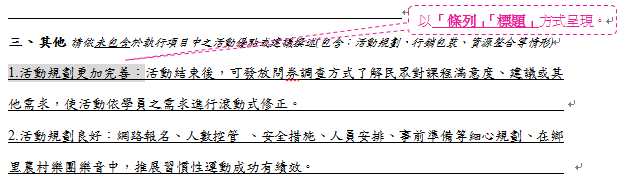 以「條列」「標題」方式呈現。
三、其他 請依未包含於執行項目中之活動優點或建議撰述(包含：活動規劃、行銷包裝、資源整合等情形)
1.活動規劃更加完善：活動結束後，可發放問券調查方式了解民眾對課程滿意度、建議或其
他需求，使活動依學員之需求進行滾動式修正。
2.活動規劃良好：網路報名、人數控管 、安全措施、人員安排、事前準備等細心規劃、在鄉
里農村樂團樂音中，推展習慣性運動成功有績效。